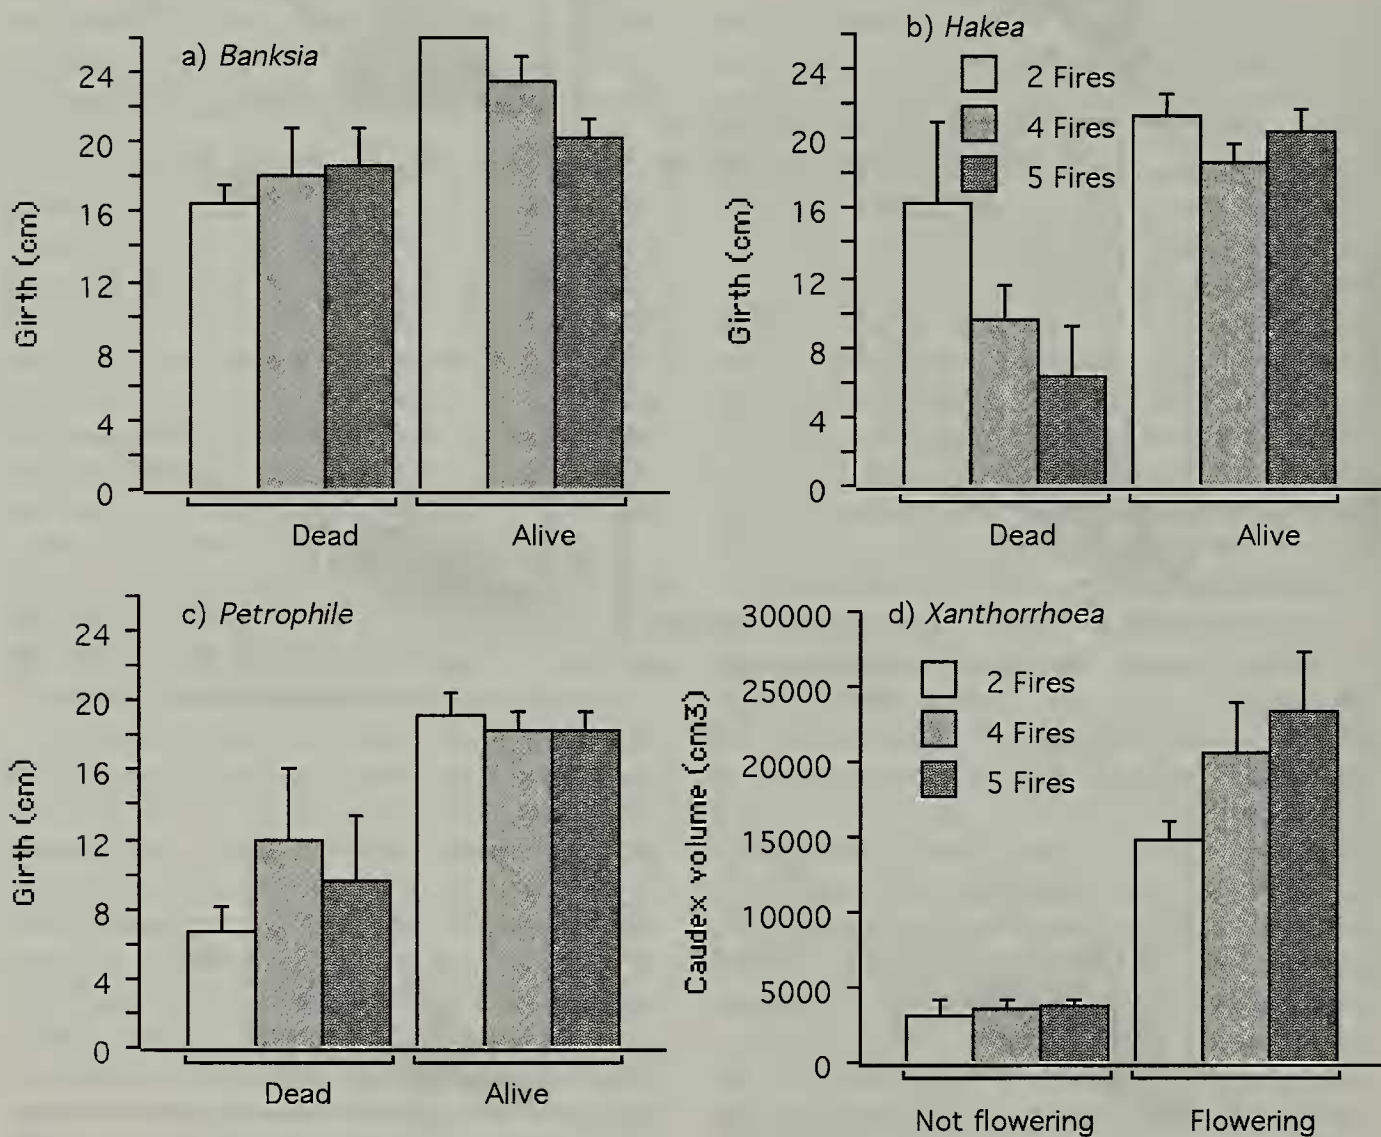 a) Banksia
24
20
16
12
8
4
0
Girth (cm)
Dead
Alive
b) Hakea
2 Fires
4 Fires
5 Fires
24
20
16
12
8
4
0
Girth (cm)
Dead
Alive
c) Petrophile
24
20
16
12
8
4
0
Girth (cm)
Dead
Alive
d) Xanthorrhoea
2 Fires
4 Fires
5 Fires
30000
25000
20000
15000
10000
5000
0
Caudex volume (cm3)
Not flowering
Flowering